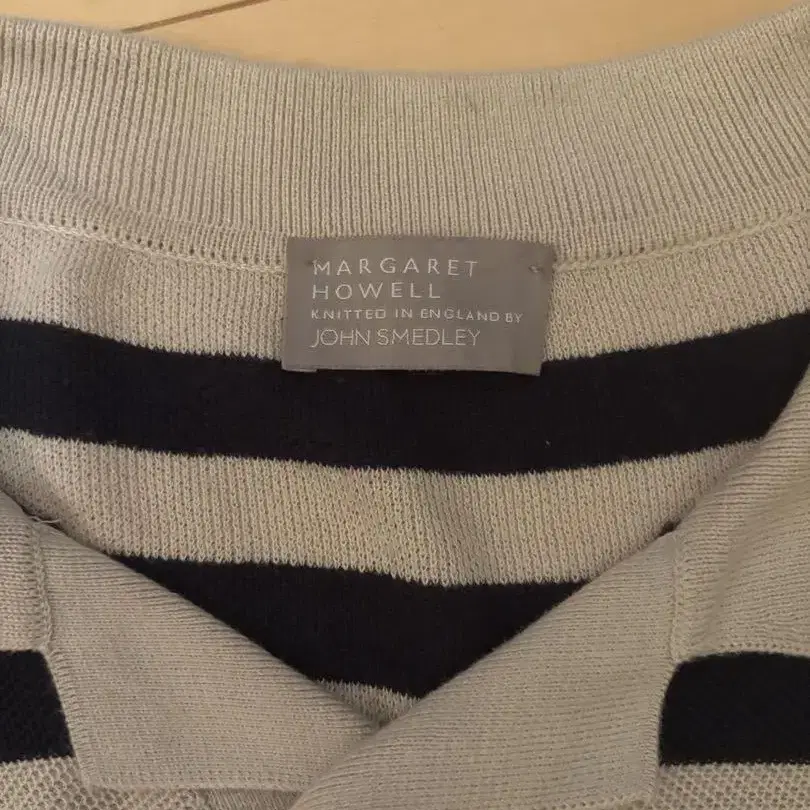 MARGARET
HOWELL
KNITTED IN ENGLAND BY
JOHN SMEDLEY